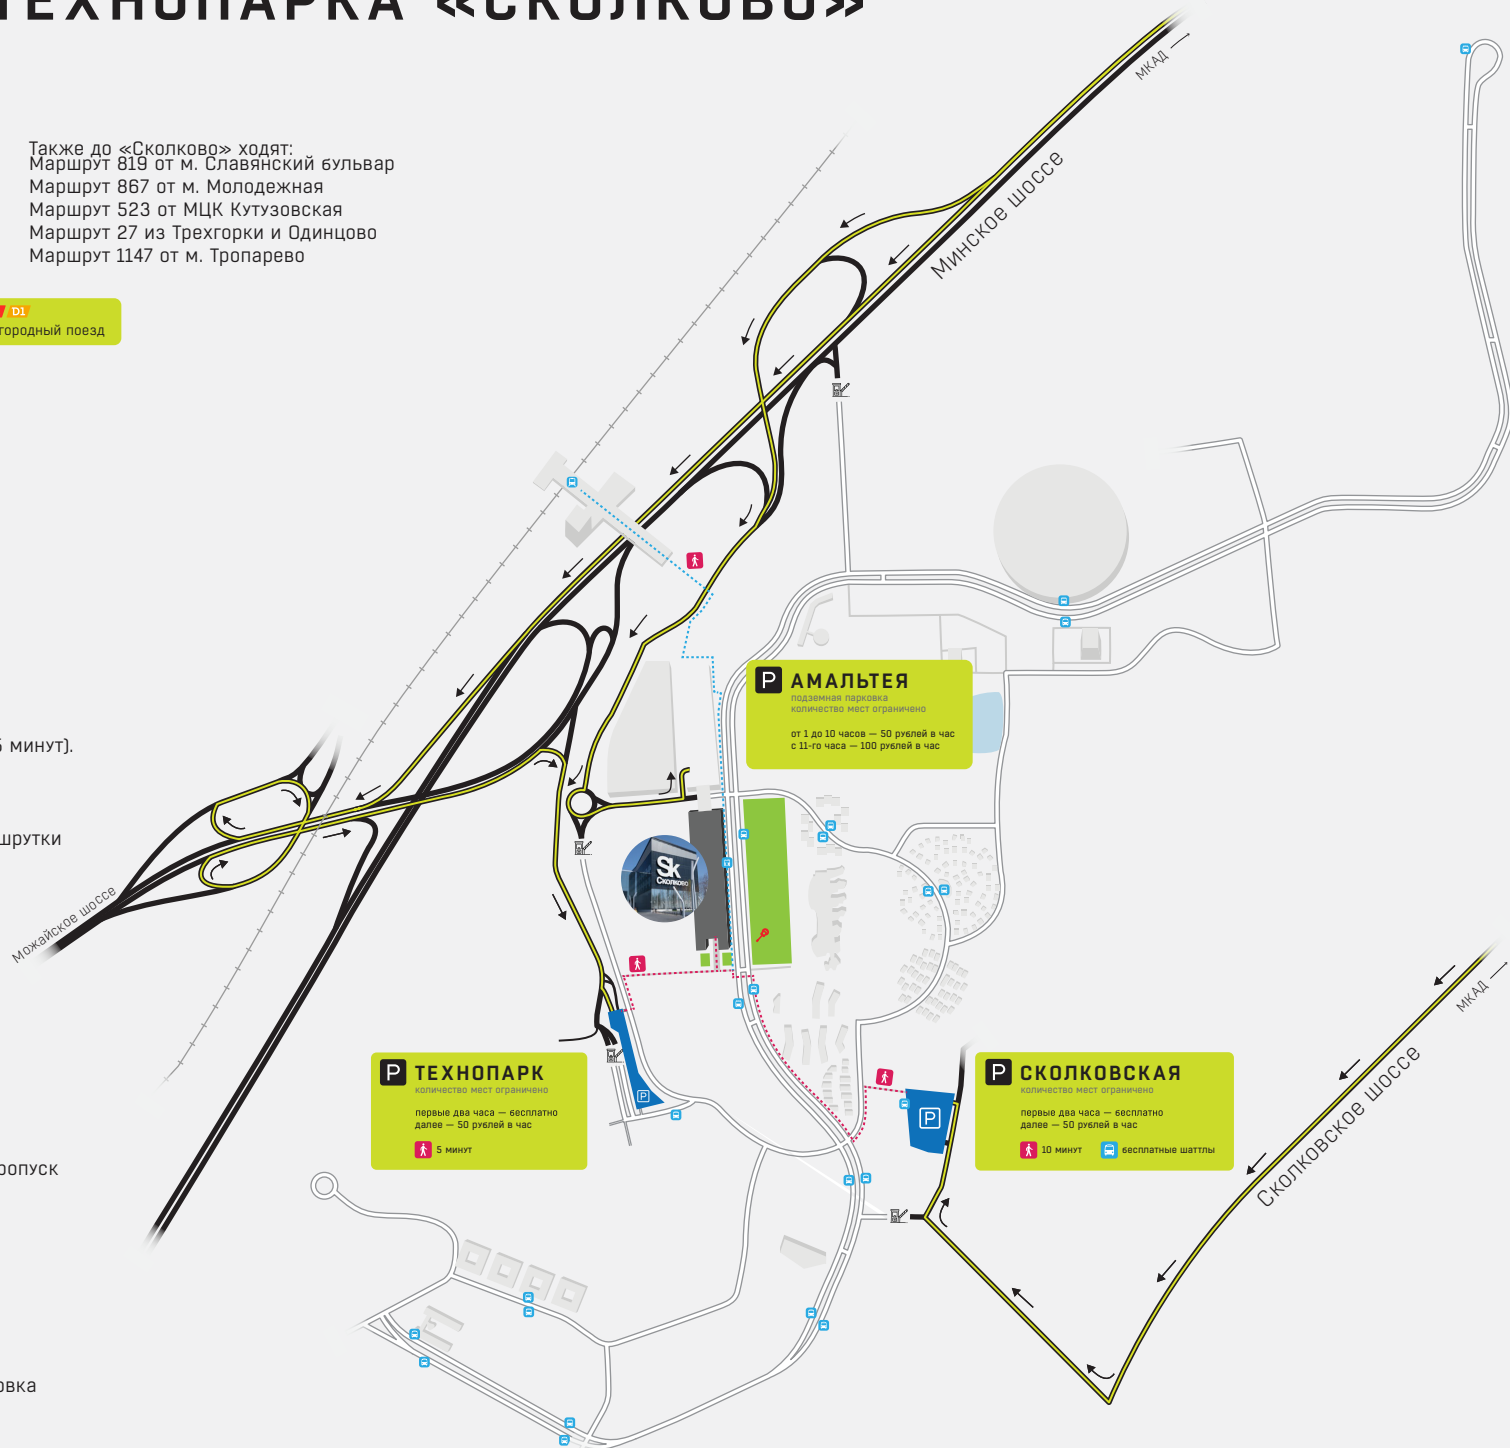 ТЕХНОПАРКА «СКОЛКОВО»
Также до «Сколково» ходят:
Маршрут 819 от м. Славянский бульвар
Маршрут 867 от м. Молодежная
Маршрут 523 от МЦК Кутузовская
Маршрут 27 из Трехгорки и Одинцово
Маршрут 1147 от м. Тропарево
D1
городный поезд
МКАД
Минское шоссе
минут).
P АМАЛЬТЕЯ
подземная парковка
количество мест ограничено
от 1 до 10 часов — 50 рублей в час
с 11-го часа — 100 рублей в час
шрутки
Sk
Сколково
Можайское шоссе
МКАД
Сколковское шоссе
P ТЕХНОПАРК
количество мест ограничено
первые два часа — бесплатно
далее — 50 рублей в час
5 минут
P
P
P СКОЛКОВСКАЯ
количество мест ограничено
первые два часа — бесплатно
далее — 50 рублей в час
10 минут бесплатные шаттлы
опуск
овка